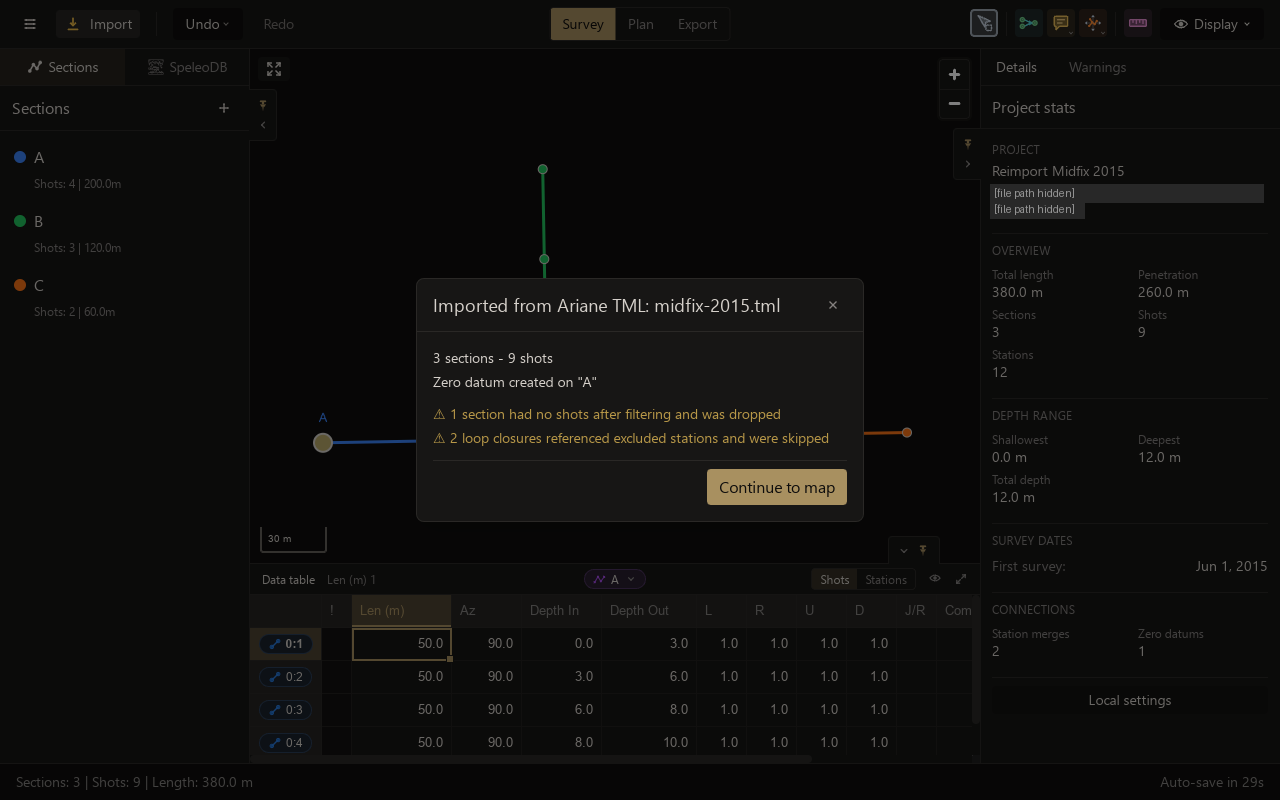 Import
Undo
Redo
Survey
Plan
Export
Display
Sections
SpeleoDB
Sections
+
A
Shots: 4 | 200.0m
B
Shots: 3 | 120.0m
C
Shots: 2 | 60.0m
A
30 m
Imported from Ariane TML: midfix-2015.tml
3 sections - 9 shots
Zero datum created on "A"
⚠ 1 section had no shots after filtering and was dropped
⚠ 2 loop closures referenced excluded stations and were skipped
Continue to map
Details
Warnings
Project stats
PROJECT
Reimport Midfix 2015
[file path hidden]
[file path hidden]
OVERVIEW
Total length Penetration
380.0 m 260.0 m
Sections Shots
3 9
Stations
12
DEPTH RANGE
Shallowest Deepest
0.0 m 12.0 m
Total depth
12.0 m
SURVEY DATES
First survey: Jun 1, 2015
CONNECTIONS
Station merges Zero datums
2 1
Local settings
Data table Len (m) 1 A Shots Stations
! Len (m) Az Depth In Depth Out L R U D J/R Com
0:1 50.0 90.0 0.0 3.0 1.0 1.0 1.0 1.0
0:2 50.0 90.0 3.0 6.0 1.0 1.0 1.0 1.0
0:3 50.0 90.0 6.0 8.0 1.0 1.0 1.0 1.0
0:4 50.0 90.0 8.0 10.0 1.0 1.0 1.0 1.0
Sections: 3 | Shots: 9 | Length: 380.0 m
Auto-save in 29s